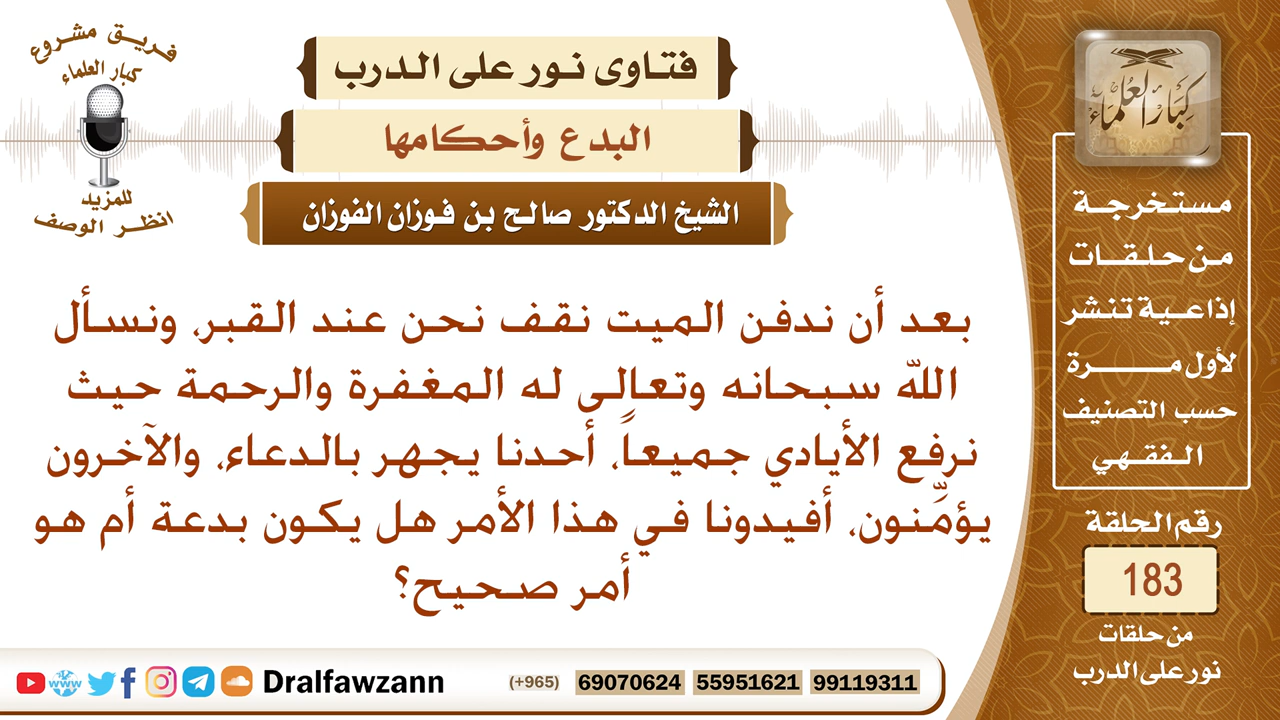 فريق مشروع
كبار العلماء
للمزيد
انظر الوصف
فتاوى نور على الدرب
البدع وأحكامها
الشيخ الدكتور صالح بن فوزان الفوزان
بعد أن ندفن الميت نقف نحن عند القبر، ونسأل
الله سبحانه وتعالى له المغفرة والرحمة حيث
نرفع الأيادي جميعاً، أحدنا يجهر بالدعاء، والآخرون
يؤمِّنون، أفيدونا في هذا الأمر هل يكون بدعة أم هو
أمر صحيح؟
كبار العلماء
مستخرجة
من حلقات
إذاعية تنشر
لأول مرة
حسب التصنيف
الفقهي
رقم الحلقة
183
من حلقات
نور على الدرب
www Dralfawzann (+965) 69070624 55951621 99119311